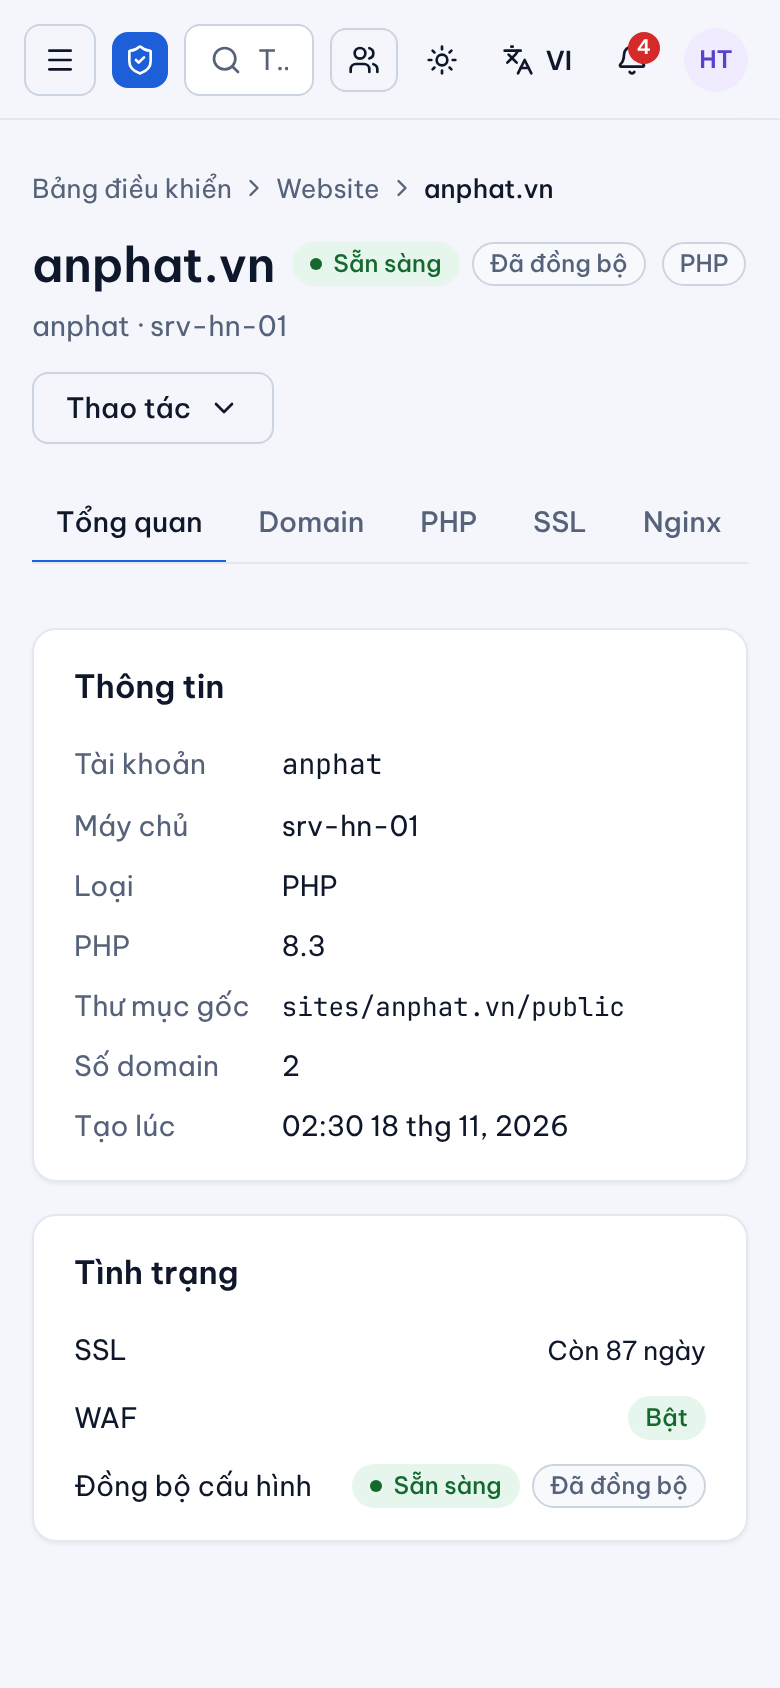 T..
VI
4
HT
Bảng điều khiển > Website > anphat.vn
anphat.vn Sẵn sàng Đã đồng bộ PHP
anphat · srv-hn-01
Thao tác
Tổng quan Domain PHP SSL Nginx
Thông tin
Tài khoản anphat
Máy chủ srv-hn-01
Loại PHP
PHP 8.3
Thư mục gốc sites/anphat.vn/public
Số domain 2
Tạo lúc 02:30 18 thg 11, 2026
Tình trạng
SSL Còn 87 ngày
WAF Bật
Đồng bộ cấu hình Sẵn sàng Đã đồng bộ